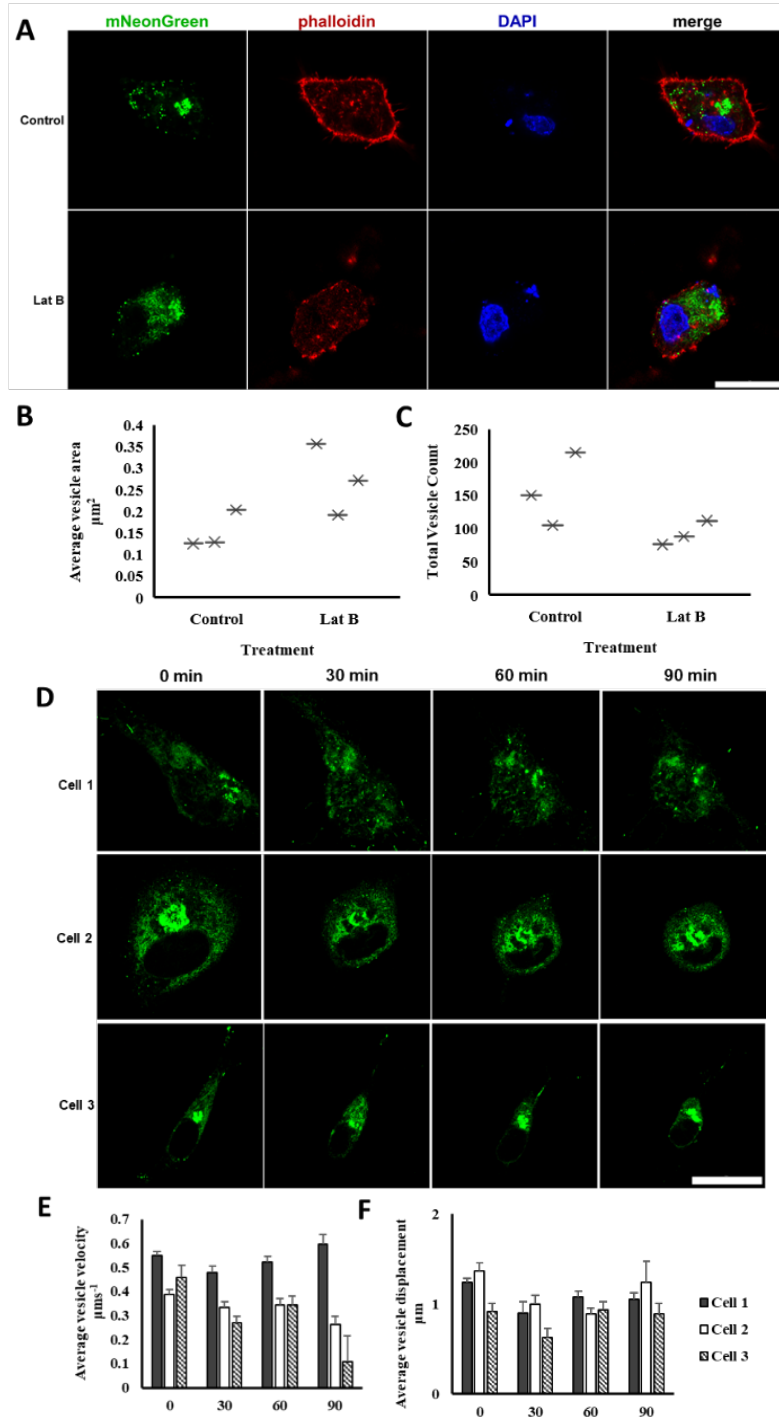 A
mNeonGreen phalloidin DAPI merge
Control
Lat B
B
Average vesicle area
µm²
0.4
0.35
0.3
0.25
0.2
0.15
0.1
0.05
0
Control Lat B
Treatment
C
Total Vesicle Count
250
200
150
100
50
0
Control Lat B
Treatment
D
0 min 30 min 60 min 90 min
Cell 1
Cell 2
Cell 3
E
Average vesicle velocity
µms⁻¹
0.7
0.6
0.5
0.4
0.3
0.2
0.1
0
0 30 60 90
F
Average vesicle displacement
µm
2
1
0
0 30 60 90
Cell 1
Cell 2
Cell 3